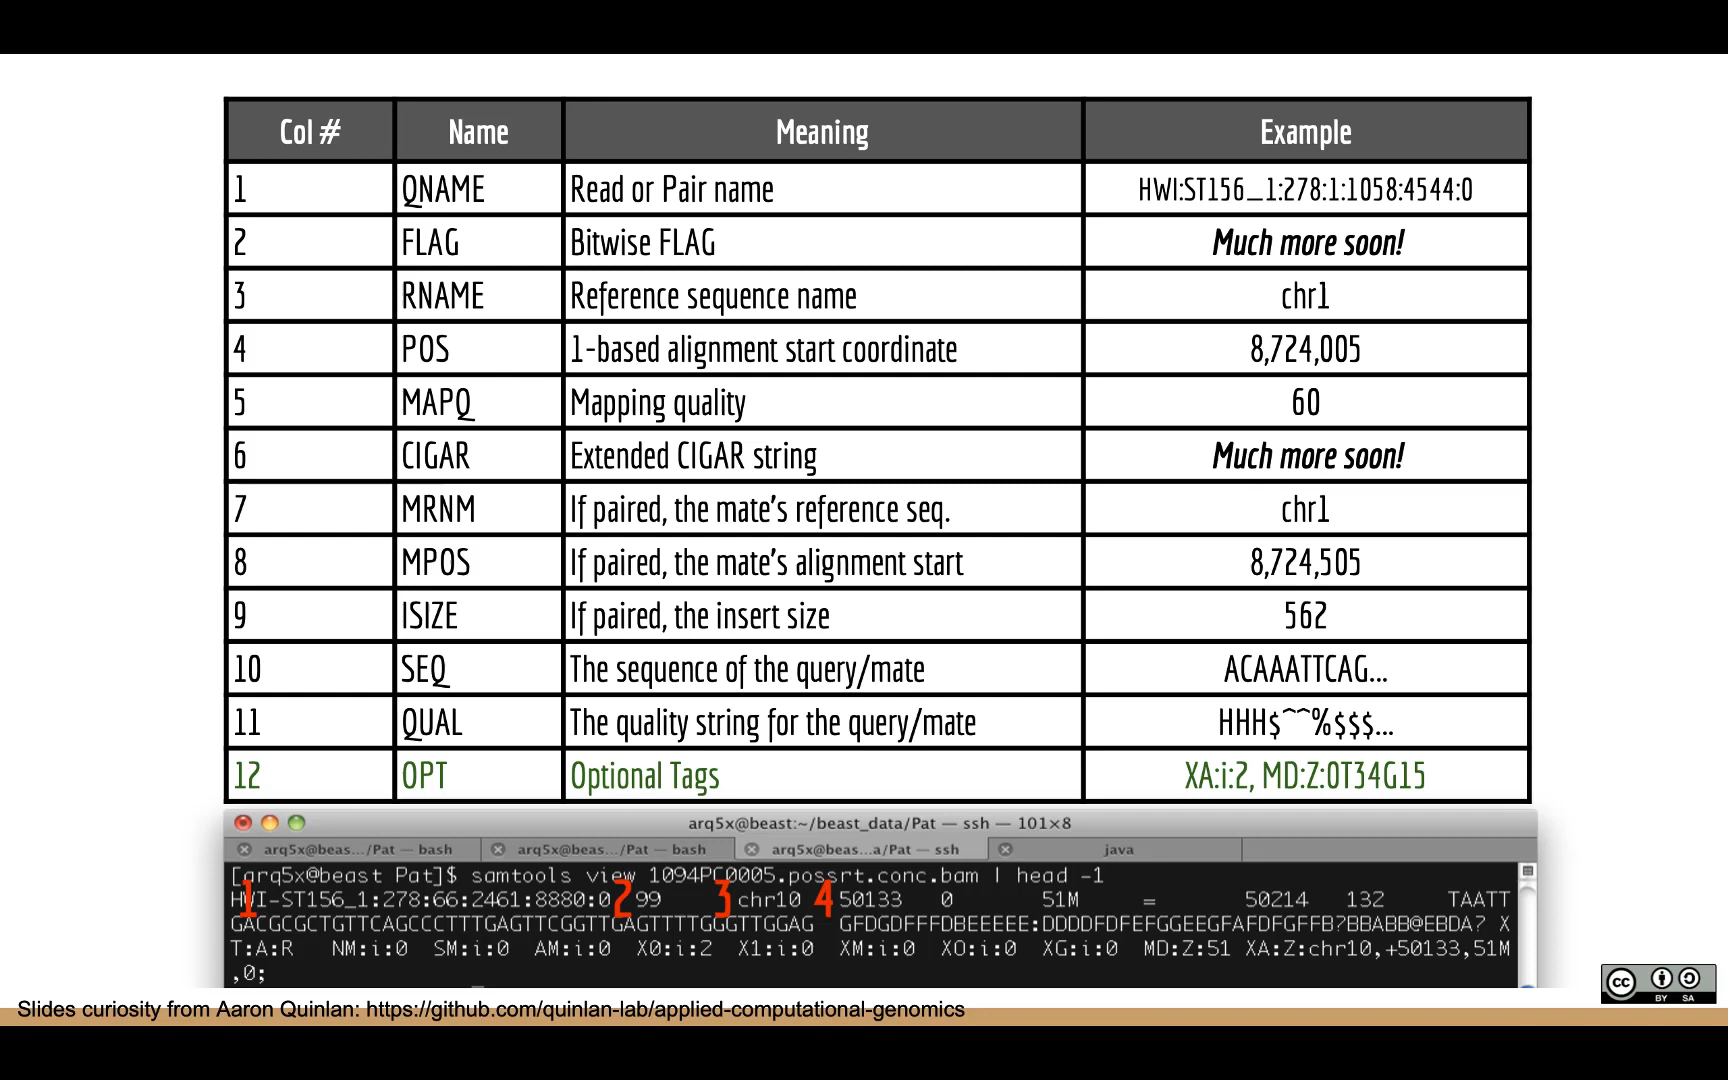 Col # Name Meaning Example
1 QNAME Read or Pair name HWI:ST156_1:278:1:1058:4544:0
2 FLAG Bitwise FLAG Much more soon!
3 RNAME Reference sequence name chr1
4 POS 1-based alignment start coordinate 8,724,005
5 MAPQ Mapping quality 60
6 CIGAR Extended CIGAR string Much more soon!
7 MRNM If paired, the mate’s reference seq. chr1
8 MPOS If paired, the mate’s alignment start 8,724,505
9 ISIZE If paired, the insert size 562
10 SEQ The sequence of the query/mate ACAAATTCAG...
11 QUAL The quality string for the query/mate HHH$^^%$$$...
12 OPT Optional Tags XA:i:2, MD:Z:0T34G15
arq5x@beast:~/beast_data/Pat — ssh — 101×8
arq5x@beas.../Pat — bash arq5x@beas.../Pat — bash arq5x@beas...a/Pat — ssh java
[arq5x@beast Pat]$ samtools view 1094PC0005.possrt.conc.bam | head -1
1 2 3 4
HWI-ST156_1:278:66:2461:8880:0 99 chr10 50133 0 51M = 50214 132 TAATT
GACGCGCTGTTCAGCCCTTTGAGTTCGGTTGAGTTTTGGGTTGGAG GFDGDFFFDBEEEEE:DDDDFDFEFGGEEGFAFDFGFFB?BBABB@EBDA? X
T:A:R NM:i:0 SM:i:0 AM:i:0 X0:i:2 X1:i:0 XM:i:0 XO:i:0 XG:i:0 MD:Z:51 XA:Z:chr10,+50133,51M
,0;
cc BY SA
Slides curiosity from Aaron Quinlan: https://github.com/quinlan-lab/applied-computational-genomics